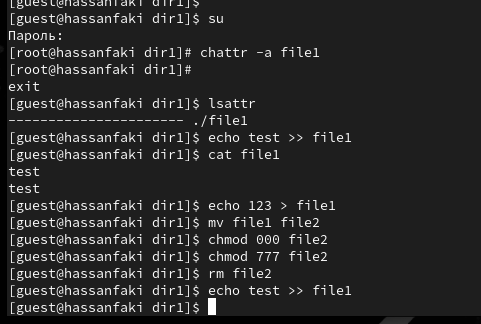 [guest@hassanfaki dir1]$
[guest@hassanfaki dir1]$ su
Пароль:
[root@hassanfaki dir1]# chattr -a file1
[root@hassanfaki dir1]#
exit
[guest@hassanfaki dir1]$ lsattr
---------------------- ./file1
[guest@hassanfaki dir1]$ echo test >> file1
[guest@hassanfaki dir1]$ cat file1
test
test
[guest@hassanfaki dir1]$ echo 123 > file1
[guest@hassanfaki dir1]$ mv file1 file2
[guest@hassanfaki dir1]$ chmod 000 file2
[guest@hassanfaki dir1]$ chmod 777 file2
[guest@hassanfaki dir1]$ rm file2
[guest@hassanfaki dir1]$ echo test >> file1
[guest@hassanfaki dir1]$